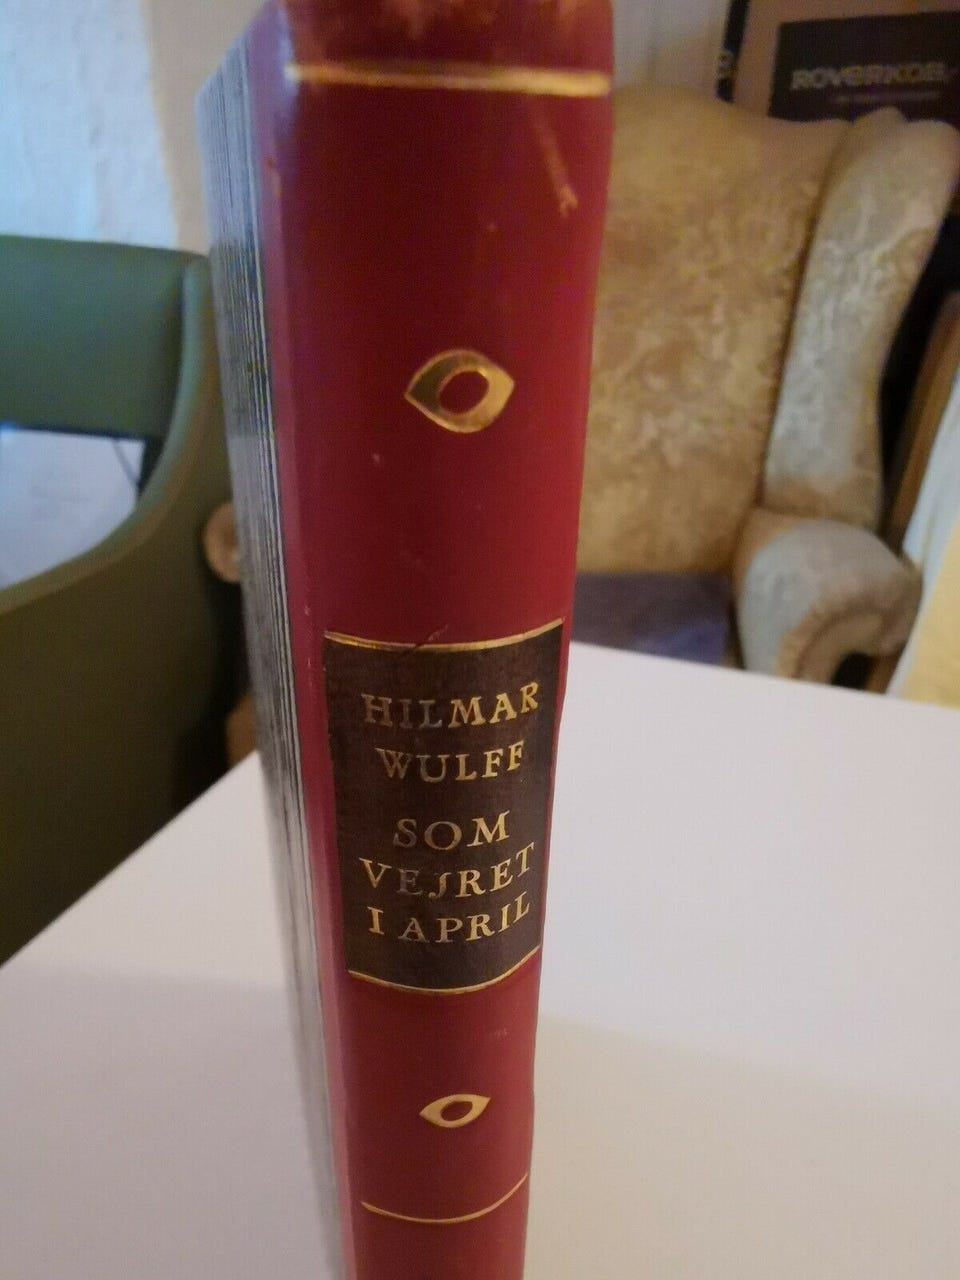 HILMAR
WULFF
SOM
VEJRET
I APRIL